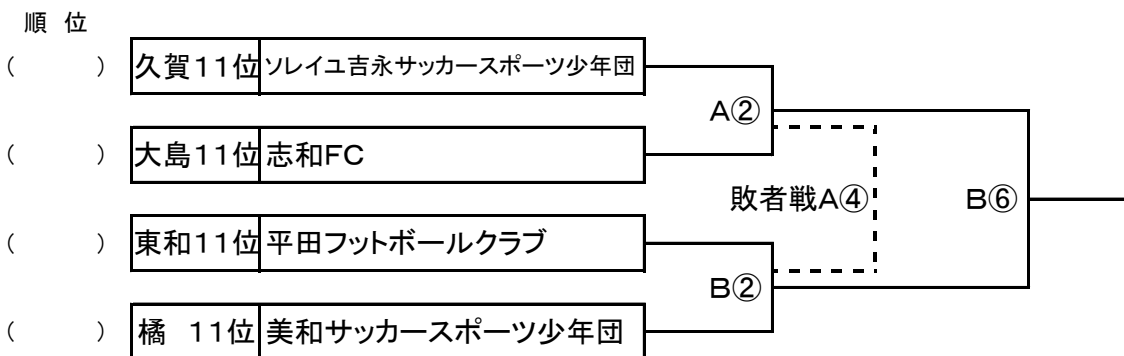 順 位
(　　) 久賀11位 ソレイユ吉永サッカースポーツ少年団
A②
(　　) 大島11位 志和FC
敗者戦A④ B⑥
(　　) 東和11位 平田フットボールクラブ
B②
(　　) 橘 11位 美和サッカースポーツ少年団